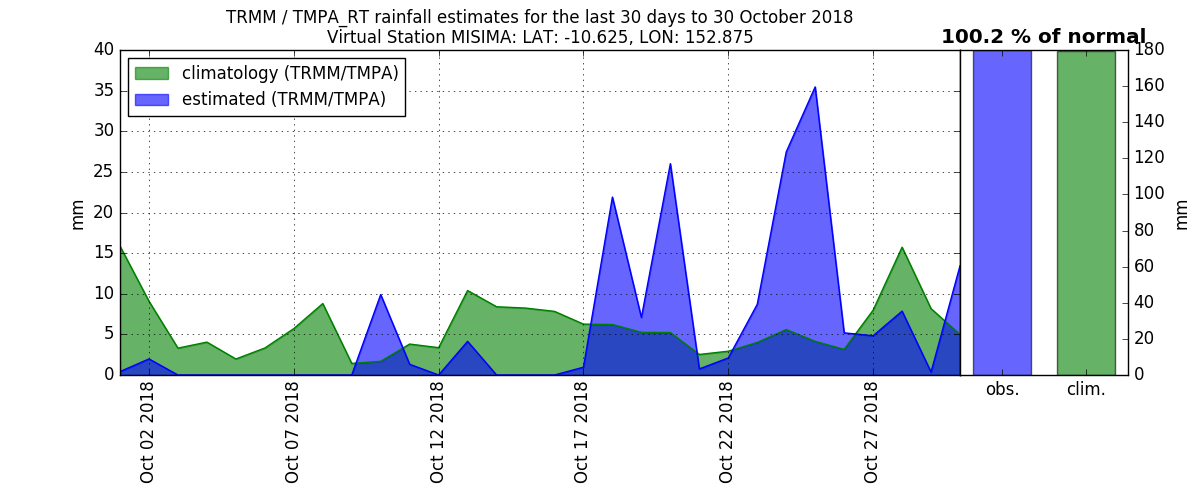 TRMM / TMPA_RT rainfall estimates for the last 30 days to 30 October 2018
Virtual Station MISIMA: LAT: -10.625, LON: 152.875
100.2 % of normal
climatology (TRMM/TMPA)
estimated (TRMM/TMPA)
mm
40
35
30
25
20
15
10
5
0
Oct 02 2018
Oct 07 2018
Oct 12 2018
Oct 17 2018
Oct 22 2018
Oct 27 2018
obs.
clim.
180
160
140
120
100
80
60
40
20
0
mm